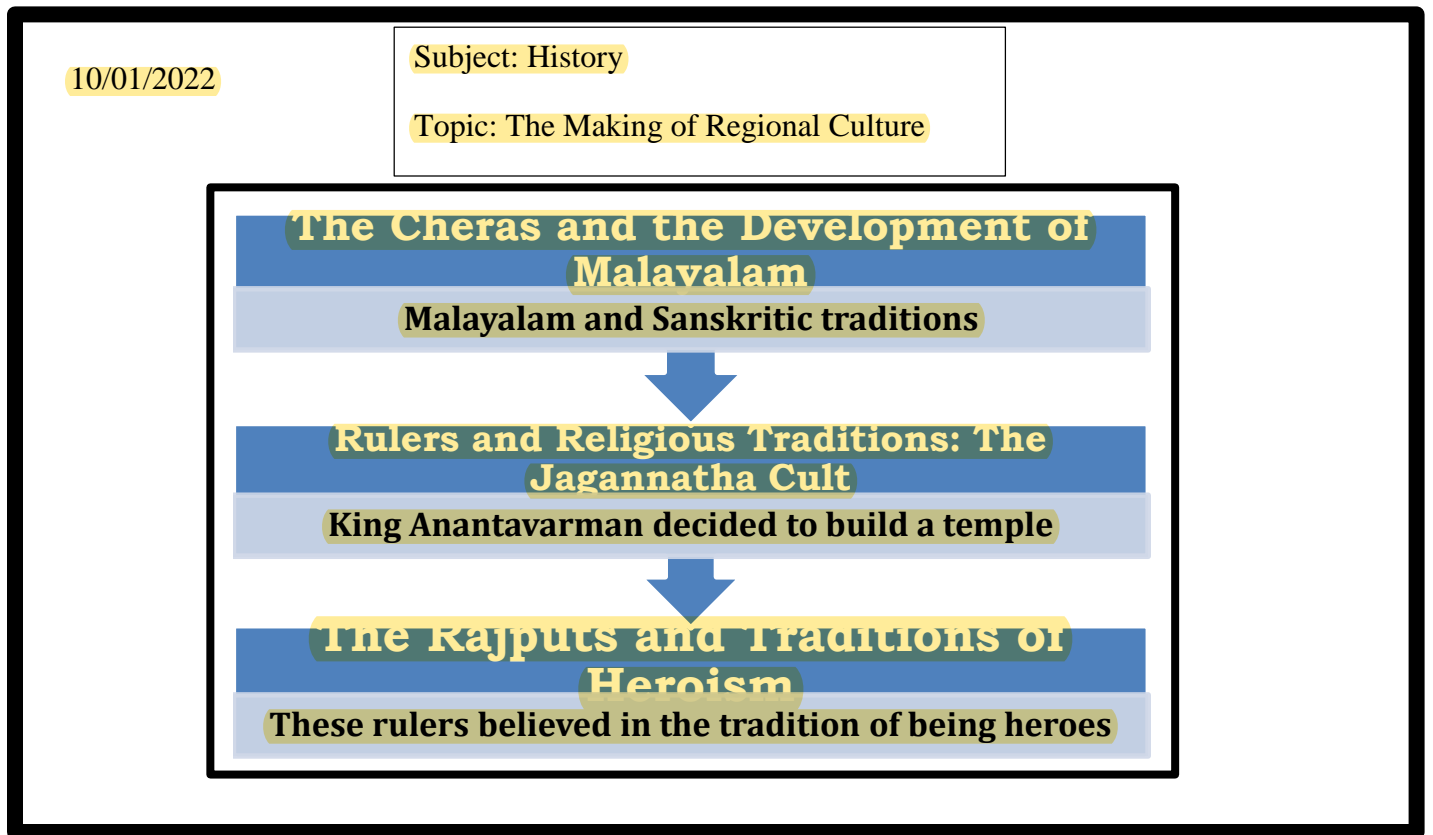 10/01/2022
Subject: History
Topic: The Making of Regional Culture
The Cheras and the Development of
Malayalam
Malayalam and Sanskritic traditions
Rulers and Religious Traditions: The
Jagannatha Cult
King Anantavarman decided to build a temple
The Rajputs and Traditions of
Heroism
These rulers believed in the tradition of being heroes